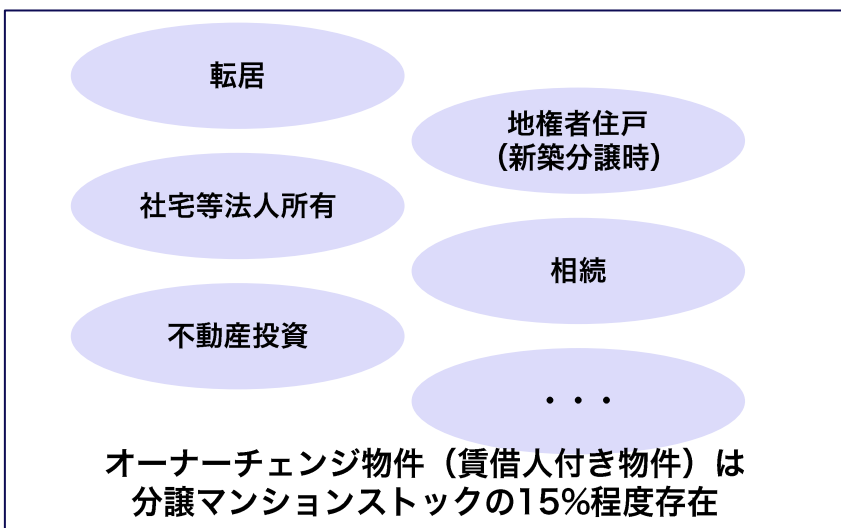 転居
地権者住戸
（新築分譲時）
社宅等法人所有
相続
不動産投資
・・・
オーナーチェンジ物件（賃借人付き物件）は
分譲マンションストックの15%程度存在